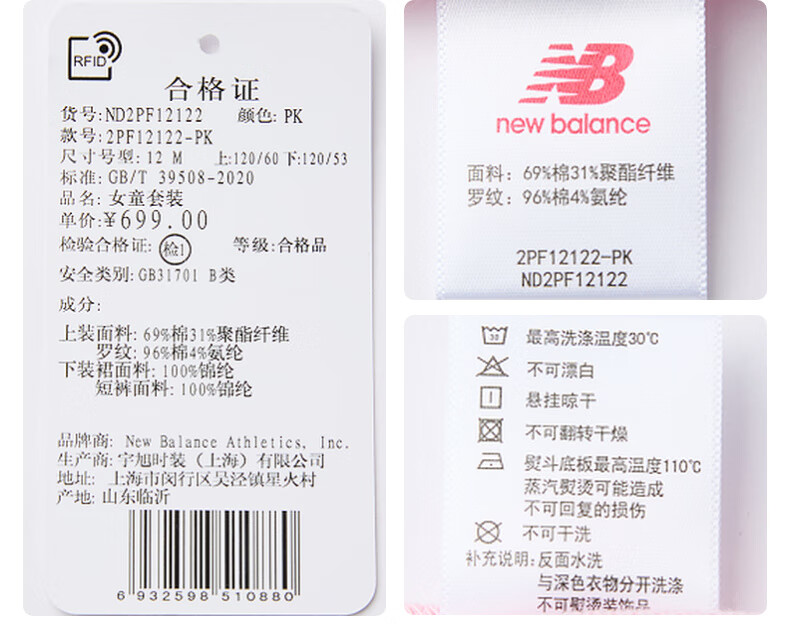 RFID
合格证
货号:ND2PF12122 颜色: PK
款号:2PF12122-PK
尺寸号型:12 M 上:120/60下:120/53
标准:GB/T 39508-2020
品名: 女童套装
单价:¥699.00
检验合格证: 检1 等级:合格品
安全类别:GB31701 B类
成分:
上装面料: 69%棉31%聚酯纤维
罗纹: 96%棉4%氨纶
下装裙面料: 100%锦纶
短裤面料: 100%锦纶
品牌商: New Balance Athletics, Inc.
生产商:宇旭时装（上海）有限公司
地址: 上海市闵行区吴泾镇星火村
产地: 山东临沂
6 932598 510880
NB
new balance
面料: 69%棉31%聚酯纤维
罗纹: 96%棉4%氨纶
2PF12122-PK
ND2PF12122
30 最高洗涤温度30℃
不可漂白
悬挂晾干
不可翻转干燥
熨斗底板最高温度110℃
蒸汽熨烫可能造成
不可回复的损伤
不可干洗
补充说明:反面水洗
与深色衣物分开洗涤
不可熨烫装饰品